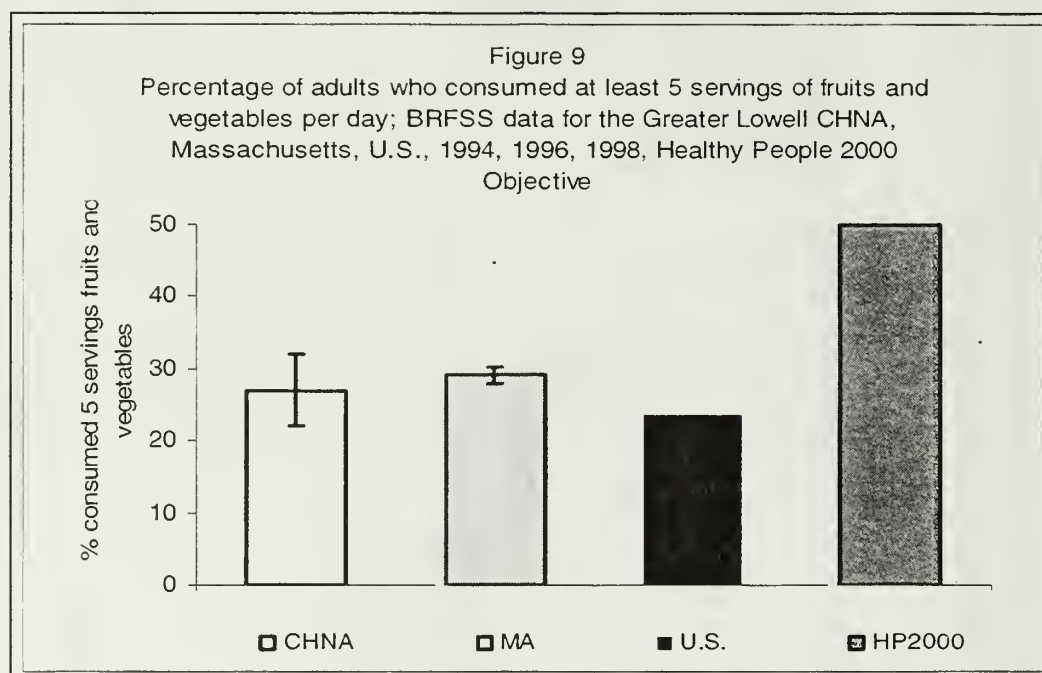 Figure 9
Percentage of adults who consumed at least 5 servings of fruits and
vegetables per day; BRFSS data for the Greater Lowell CHNA,
Massachusetts, U.S., 1994, 1996, 1998, Healthy People 2000
Objective
% consumed 5 servings fruits and
vegetables
50
40
30
20
10
0
CHNA
MA
U.S.
HP2000